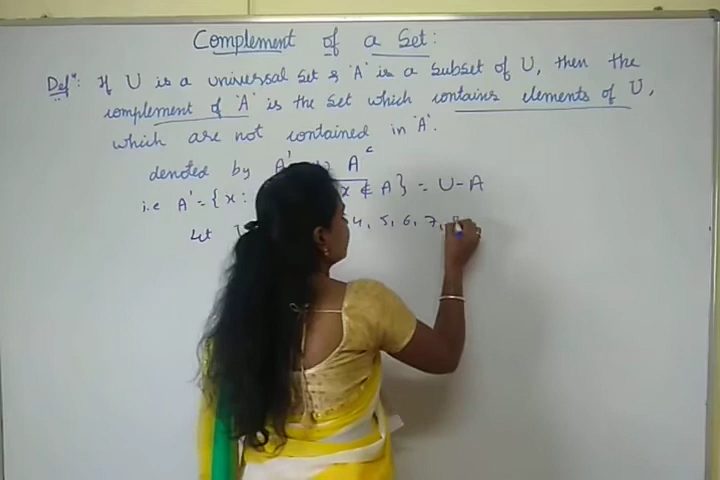 Complement of a Set:
Defn: If U is a universal set & 'A' is a subset of U, then the
complement of 'A' is the set which contains elements of U,
which are not contained in 'A'.
denoted by A' Aᶜ
i.e A' = {x: x ∉ A} = U - A
Let 4, 5, 6, 7,